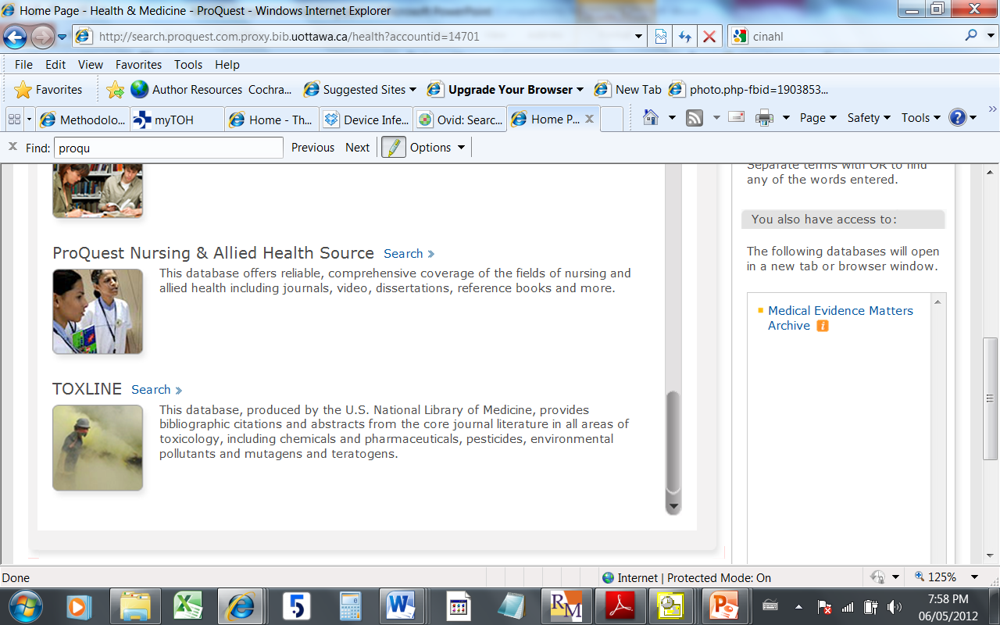 Home Page - Health & Medicine - ProQuest - Windows Internet Explorer
http://search.proquest.com.proxy.bib.uottawa.ca/health?accountid=14701
cinahl
File Edit View Favorites Tools Help
Favorites Author Resources Cochra... Suggested Sites Upgrade Your Browser New Tab photo.php-fbid=1903853...
Methodolo... myTOH Home - Th... Device Infe... Ovid: Searc... Home P... Page Safety Tools
Find: proqu Previous Next Options
ProQuest Nursing & Allied Health Source Search
This database offers reliable, comprehensive coverage of the fields of nursing and
allied health including journals, video, dissertations, reference books and more.
TOXLINE Search
This database, produced by the U.S. National Library of Medicine, provides
bibliographic citations and abstracts from the core journal literature in all areas of
toxicology, including chemicals and pharmaceuticals, pesticides, environmental
pollutants and mutagens and teratogens.
Separate terms with OR to find
any of the words entered.
You also have access to:
The following databases will open
in a new tab or browser window.
Medical Evidence Matters
Archive i
Done Internet | Protected Mode: On 125%
5 RM
7:58 PM
06/05/2012